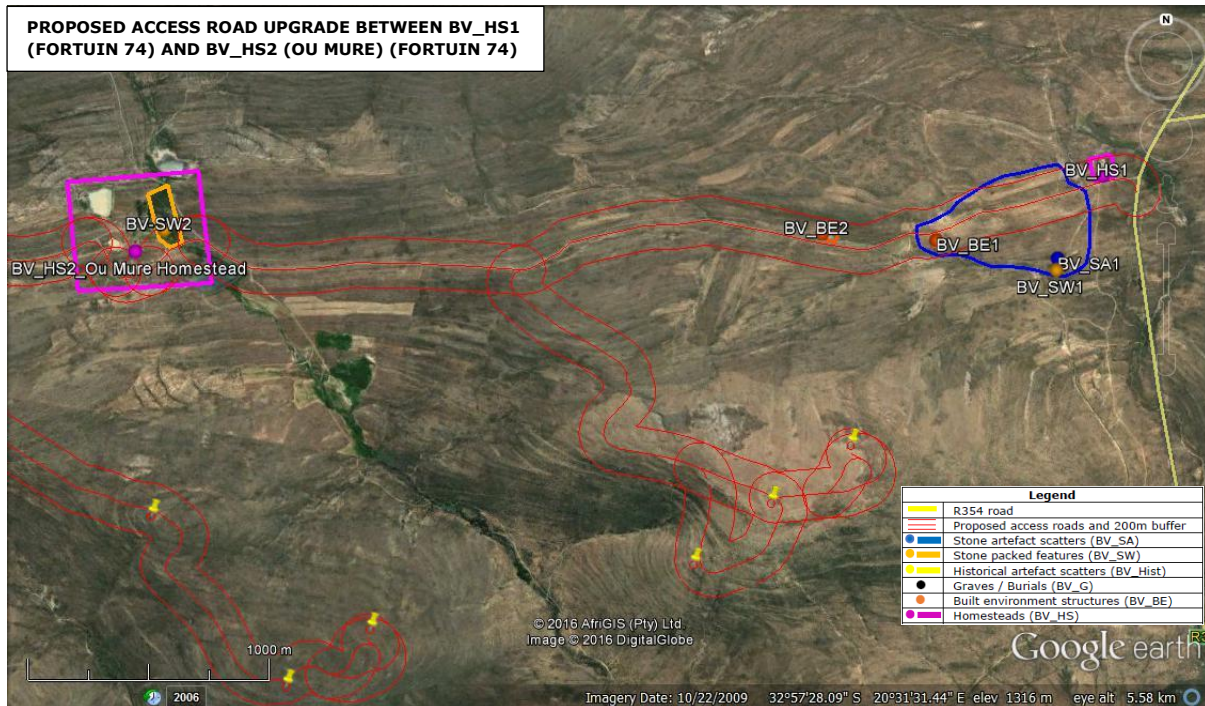 PROPOSED ACCESS ROAD UPGRADE BETWEEN BV_HS1
(FORTUIN 74) AND BV_HS2 (OU MURE) (FORTUIN 74)
N
BV_HS1
BV-SW2
BV_BE2
BV_BE1
BV_HS2_Ou Mure Homestead
BV_SA1
BV_SW1
Legend
R354 road
Proposed access roads and 200m buffer
Stone artefact scatters (BV_SA)
Stone packed features (BV_SW)
Historical artefact scatters (BV_Hist)
Graves / Burials (BV_G)
Built environment structures (BV_BE)
Homesteads (BV_HS)
© 2016 AfriGIS (Pty) Ltd.
Image © 2016 DigitalGlobe
1000 m
Google earth
2006
Imagery Date: 10/22/2009 32°57'28.09" S 20°31'31.44" E elev 1316 m eye alt 5.58 km